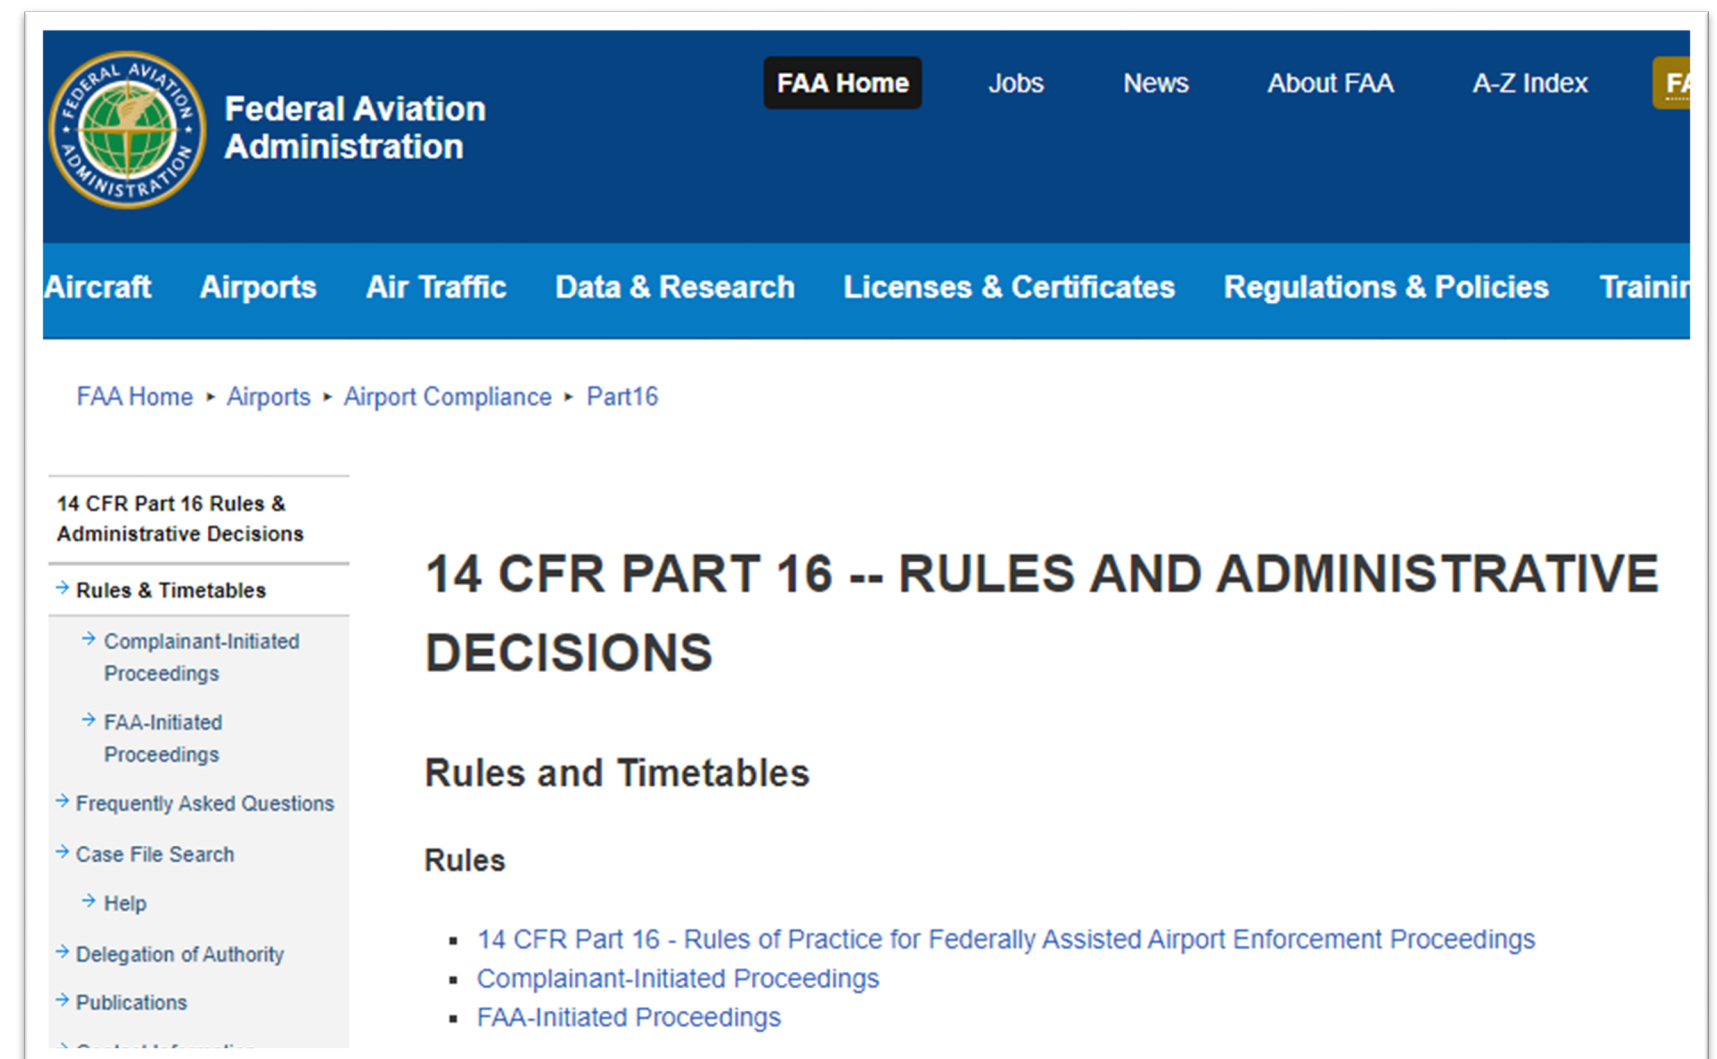 FEDERAL AVIATION ADMINISTRATION
Federal Aviation
Administration
FAA Home Jobs News About FAA A-Z Index
Aircraft Airports Air Traffic Data & Research Licenses & Certificates Regulations & Policies
FAA Home ▸ Airports ▸ Airport Compliance ▸ Part16
14 CFR Part 16 Rules &
Administrative Decisions
Rules & Timetables
Complainant-Initiated
Proceedings
FAA-Initiated
Proceedings
Frequently Asked Questions
Case File Search
Help
Delegation of Authority
Publications
14 CFR PART 16 -- RULES AND ADMINISTRATIVE
DECISIONS
Rules and Timetables
Rules
14 CFR Part 16 - Rules of Practice for Federally Assisted Airport Enforcement Proceedings
Complainant-Initiated Proceedings
FAA-Initiated Proceedings